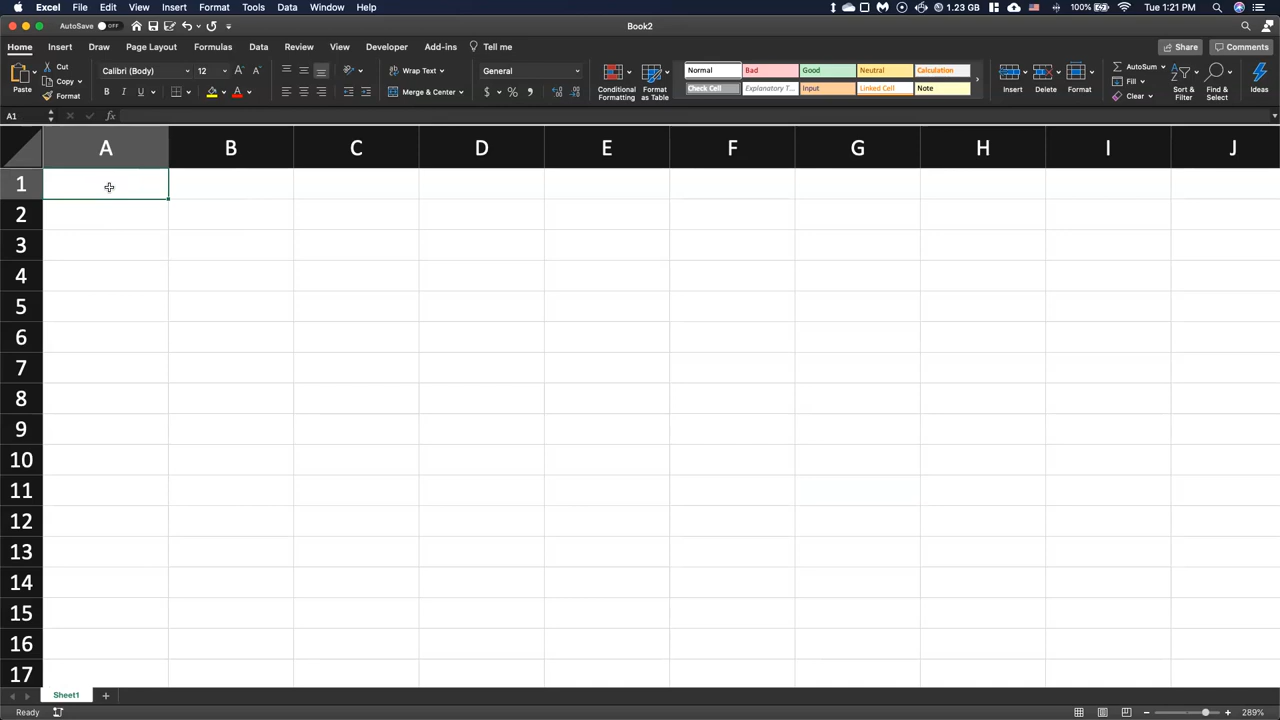 Excel File Edit View Insert Format Tools Data Window Help 1.23 GB 100% Tue 1:21 PM
AutoSave OFF Book2
Home Insert Draw Page Layout Formulas Data Review View Developer Add-ins Tell me Share Comments
Paste Cut Copy Format
Calibri (Body) 12 A A Wrap Text General
B I U A Merge & Center $ % ,
Conditional Formatting Format as Table
Normal Bad Good Neutral Calculation
Check Cell Explanatory T... Input Linked Cell Note
Insert Delete Format
AutoSum Fill Clear
Sort & Filter Find & Select Ideas
A1 fx
A B C D E F G H I J
1
2
3
4
5
6
7
8
9
10
11
12
13
14
15
16
17
Sheet1
Ready 289%